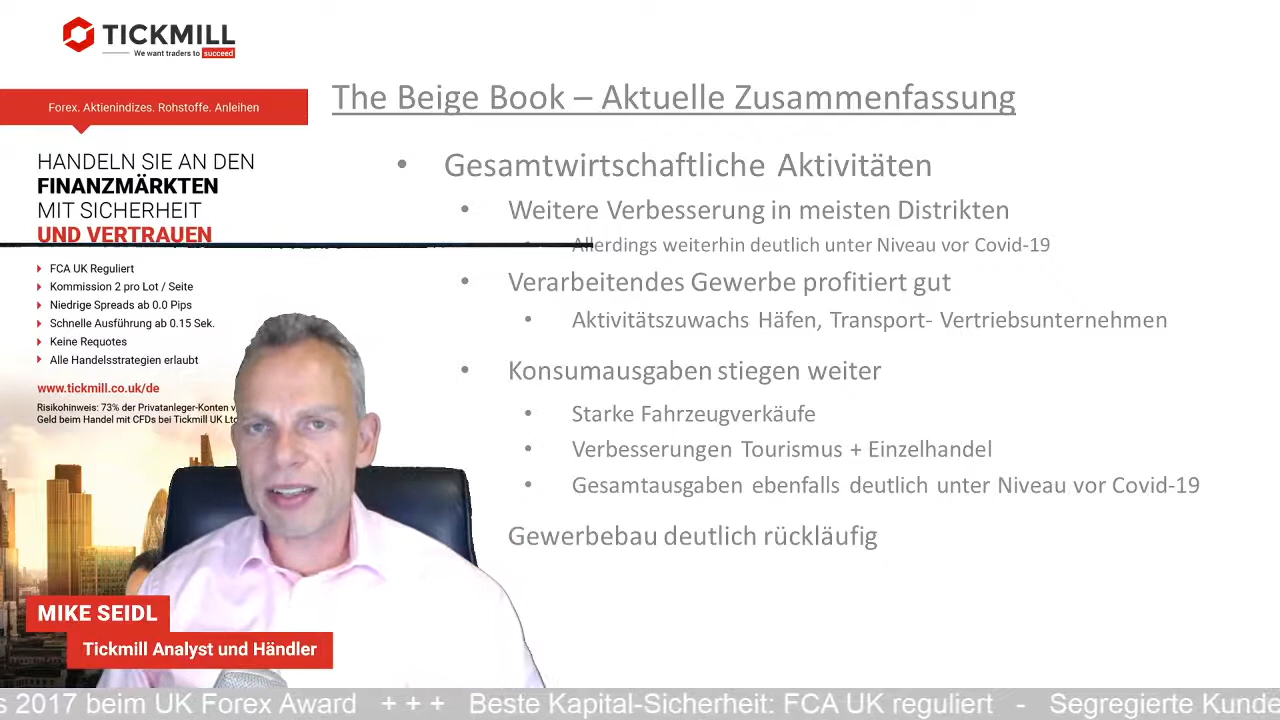 TICKMILL
We want traders to succeed
Forex. Aktienindizes. Rohstoffe. Anleihen
HANDELN SIE AN DEN
FINANZMÄRKTEN
MIT SICHERHEIT
UND VERTRAUEN
FCA UK Reguliert
Kommission 2 pro Lot / Seite
Niedrige Spreads ab 0.0 Pips
Schnelle Ausführung ab 0.15 Sek.
Keine Requotes
Alle Handelsstrategien erlaubt
www.tickmill.co.uk/de
Risikohinweis: 73% der Privatanleger-Konten
Geld beim Handel mit CFDs bei Tickmill UK Ltd
The Beige Book – Aktuelle Zusammenfassung
• Gesamtwirtschaftliche Aktivitäten
• Weitere Verbesserung in meisten Distrikten
• Allerdings weiterhin deutlich unter Niveau vor Covid-19
• Verarbeitendes Gewerbe profitiert gut
• Aktivitätszuwachs Häfen, Transport- Vertriebsunternehmen
• Konsumausgaben stiegen weiter
• Starke Fahrzeugverkäufe
• Verbesserungen Tourismus + Einzelhandel
• Gesamtausgaben ebenfalls deutlich unter Niveau vor Covid-19
Gewerbebau deutlich rückläufig
MIKE SEIDL
Tickmill Analyst und Händler
s 2017 beim UK Forex Award + + + Beste Kapital-Sicherheit: FCA UK reguliert - Segregierte Kunde